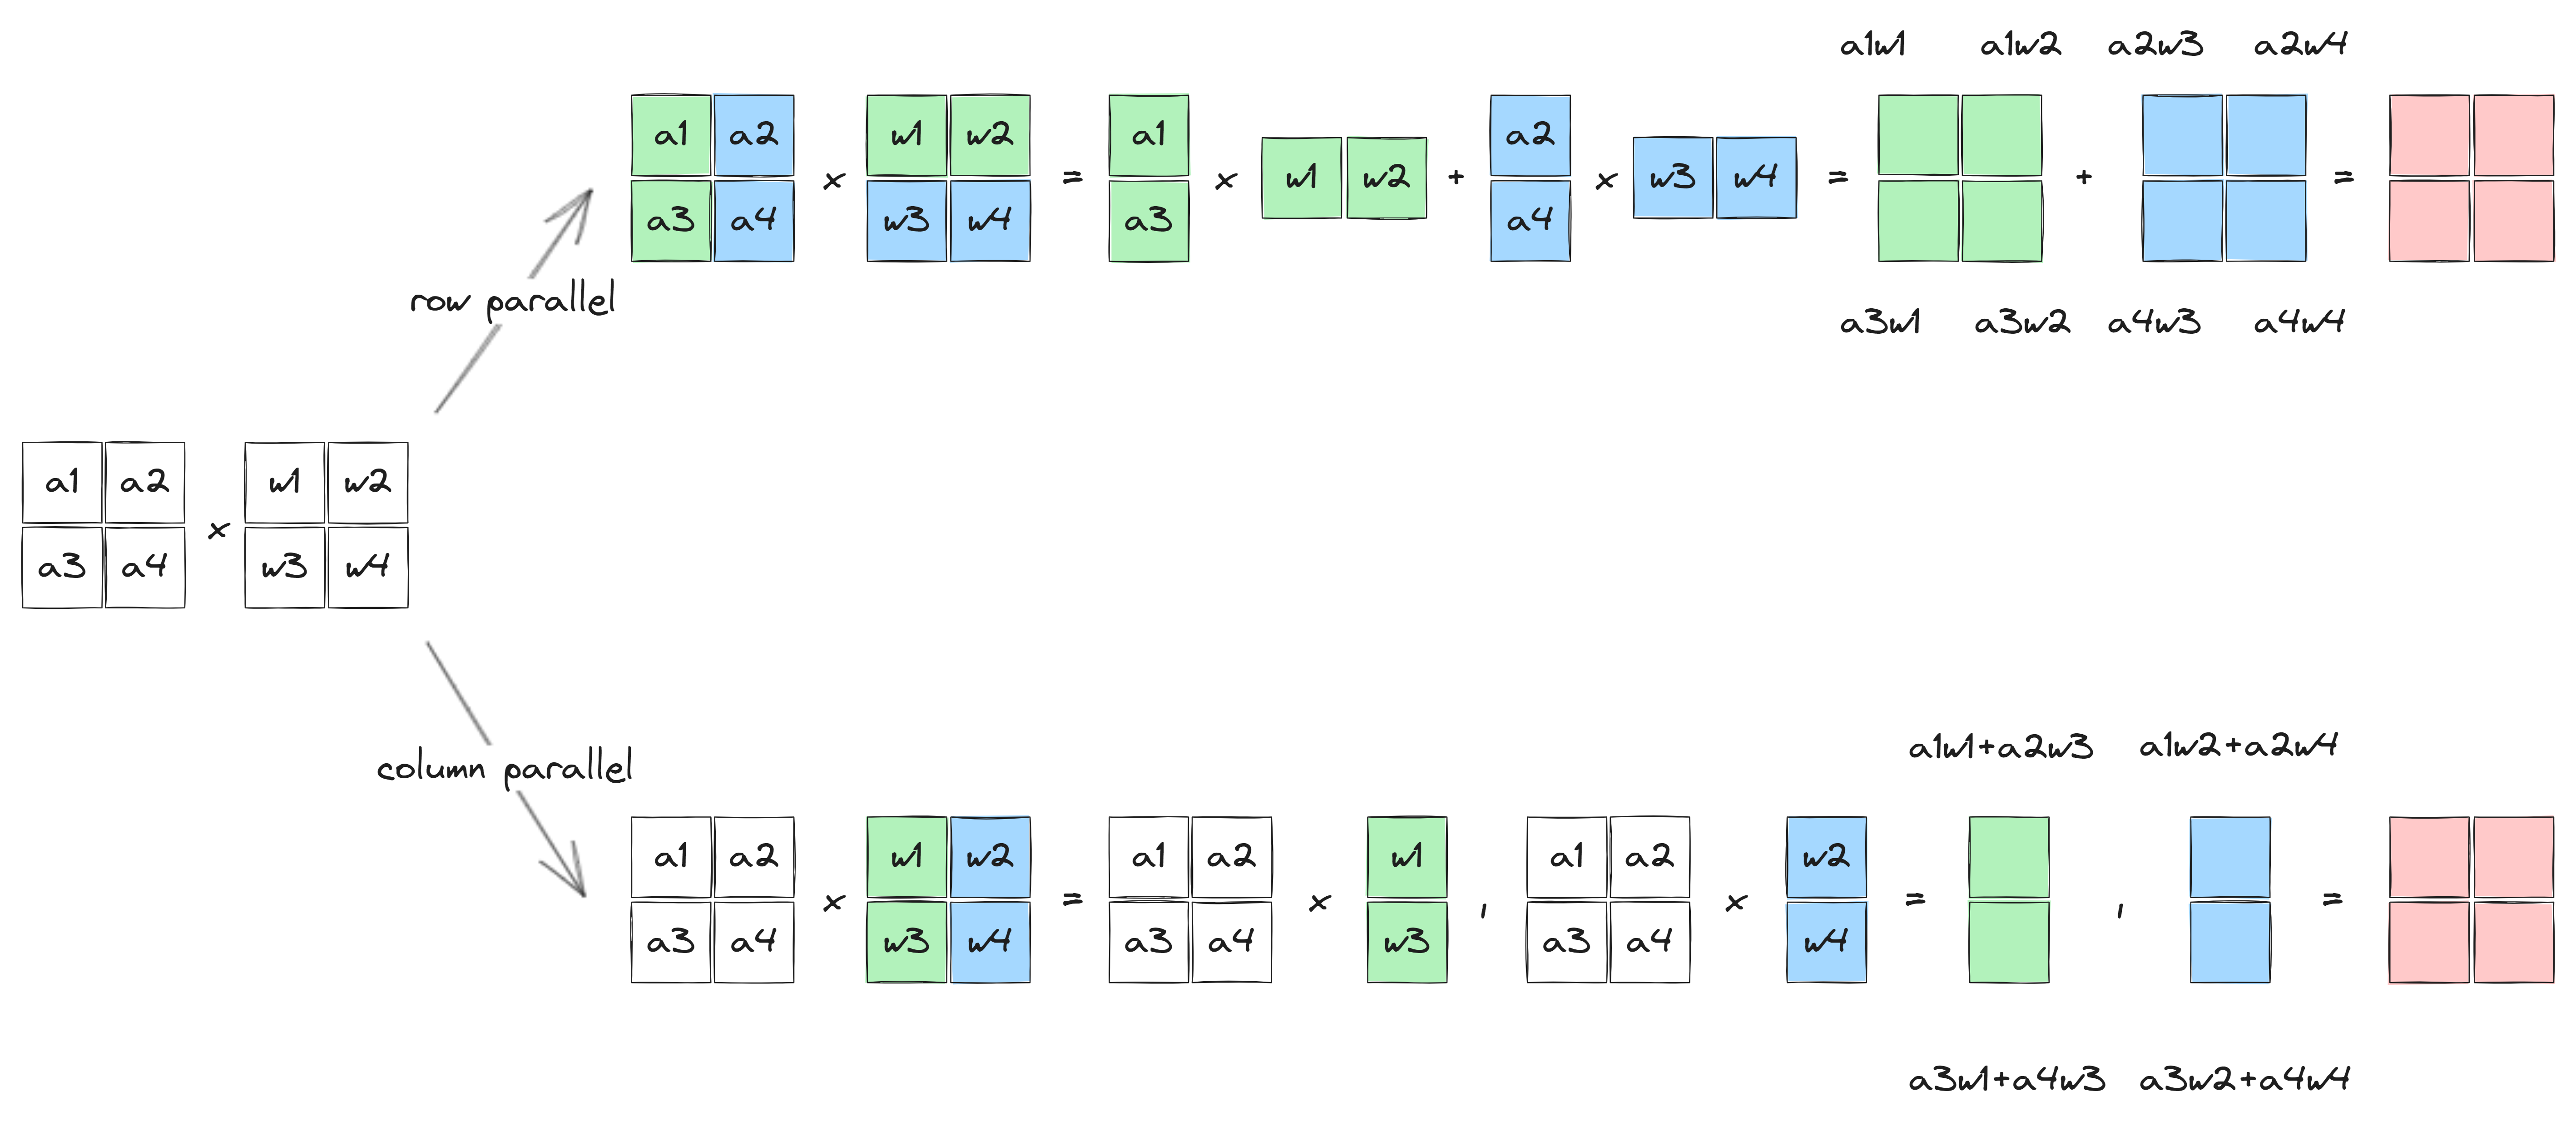 a1w1 a1w2 a2w3 a2w4
a1 a2 w1 w2 a1 a2
× = × w1 w2 + × w3 w4 = + =
a3 a4 w3 w4 a3 a4
row parallel
a3w1 a3w2 a4w3 a4w4
a1 a2 w1 w2
×
a3 a4 w3 w4
column parallel
a1w1+a2w3 a1w2+a2w4
a1 a2 w1 w2 a1 a2 w1 a1 a2 w2
× = × , × = , =
a3 a4 w3 w4 a3 a4 w3 a3 a4 w4
a3w1+a4w3 a3w2+a4w4